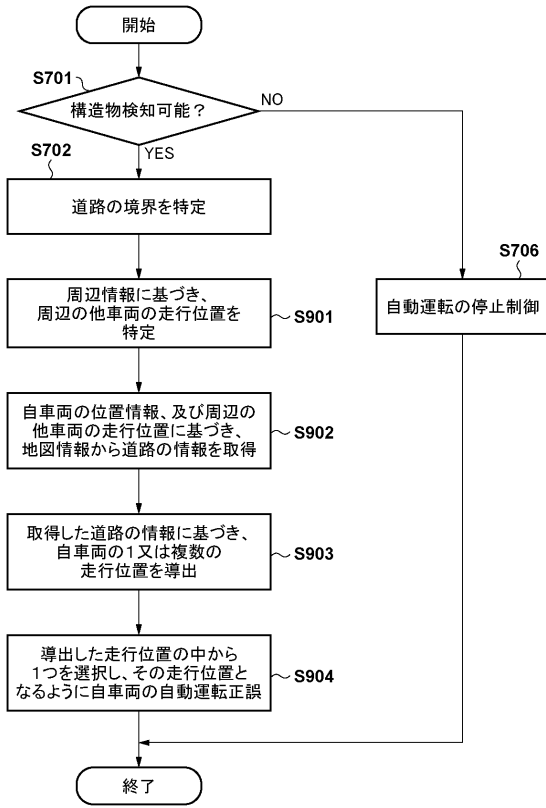 開始
S701
構造物検知可能？
NO
YES
S702
道路の境界を特定
周辺情報に基づき、
周辺の他車両の走行位置を
特定
S901
S706
自動運転の停止制御
自車両の位置情報、及び周辺の
他車両の走行位置に基づき、
地図情報から道路の情報を取得
S902
取得した道路の情報に基づき、
自車両の１又は複数の
走行位置を導出
S903
導出した走行位置の中から
１つを選択し、その走行位置と
なるように自車両の自動運転正誤
S904
終了